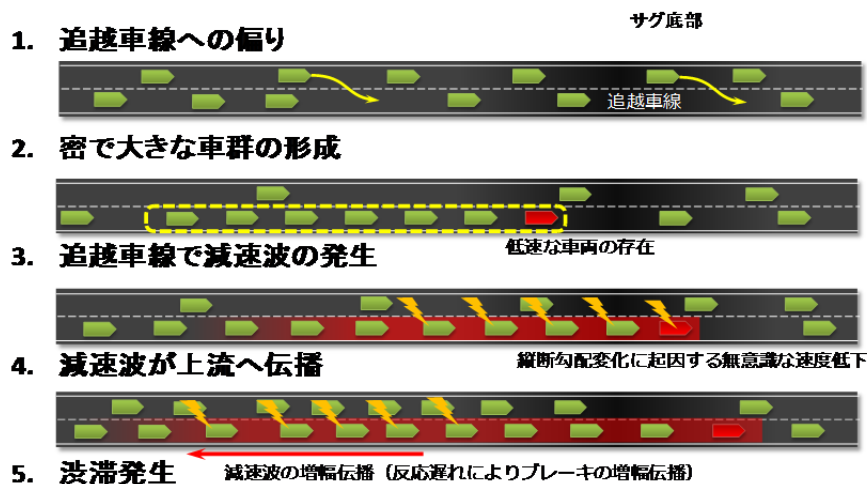 サグ底部
1. 追越車線への偏り
追越車線
2. 密で大きな車群の形成
低速な車両の存在
3. 追越車線で減速波の発生
縦断勾配変化に起因する無意識な速度低下
4. 減速波が上流へ伝播
減速波の増幅伝播（反応遅れによりブレーキの増幅伝播）
5. 渋滞発生